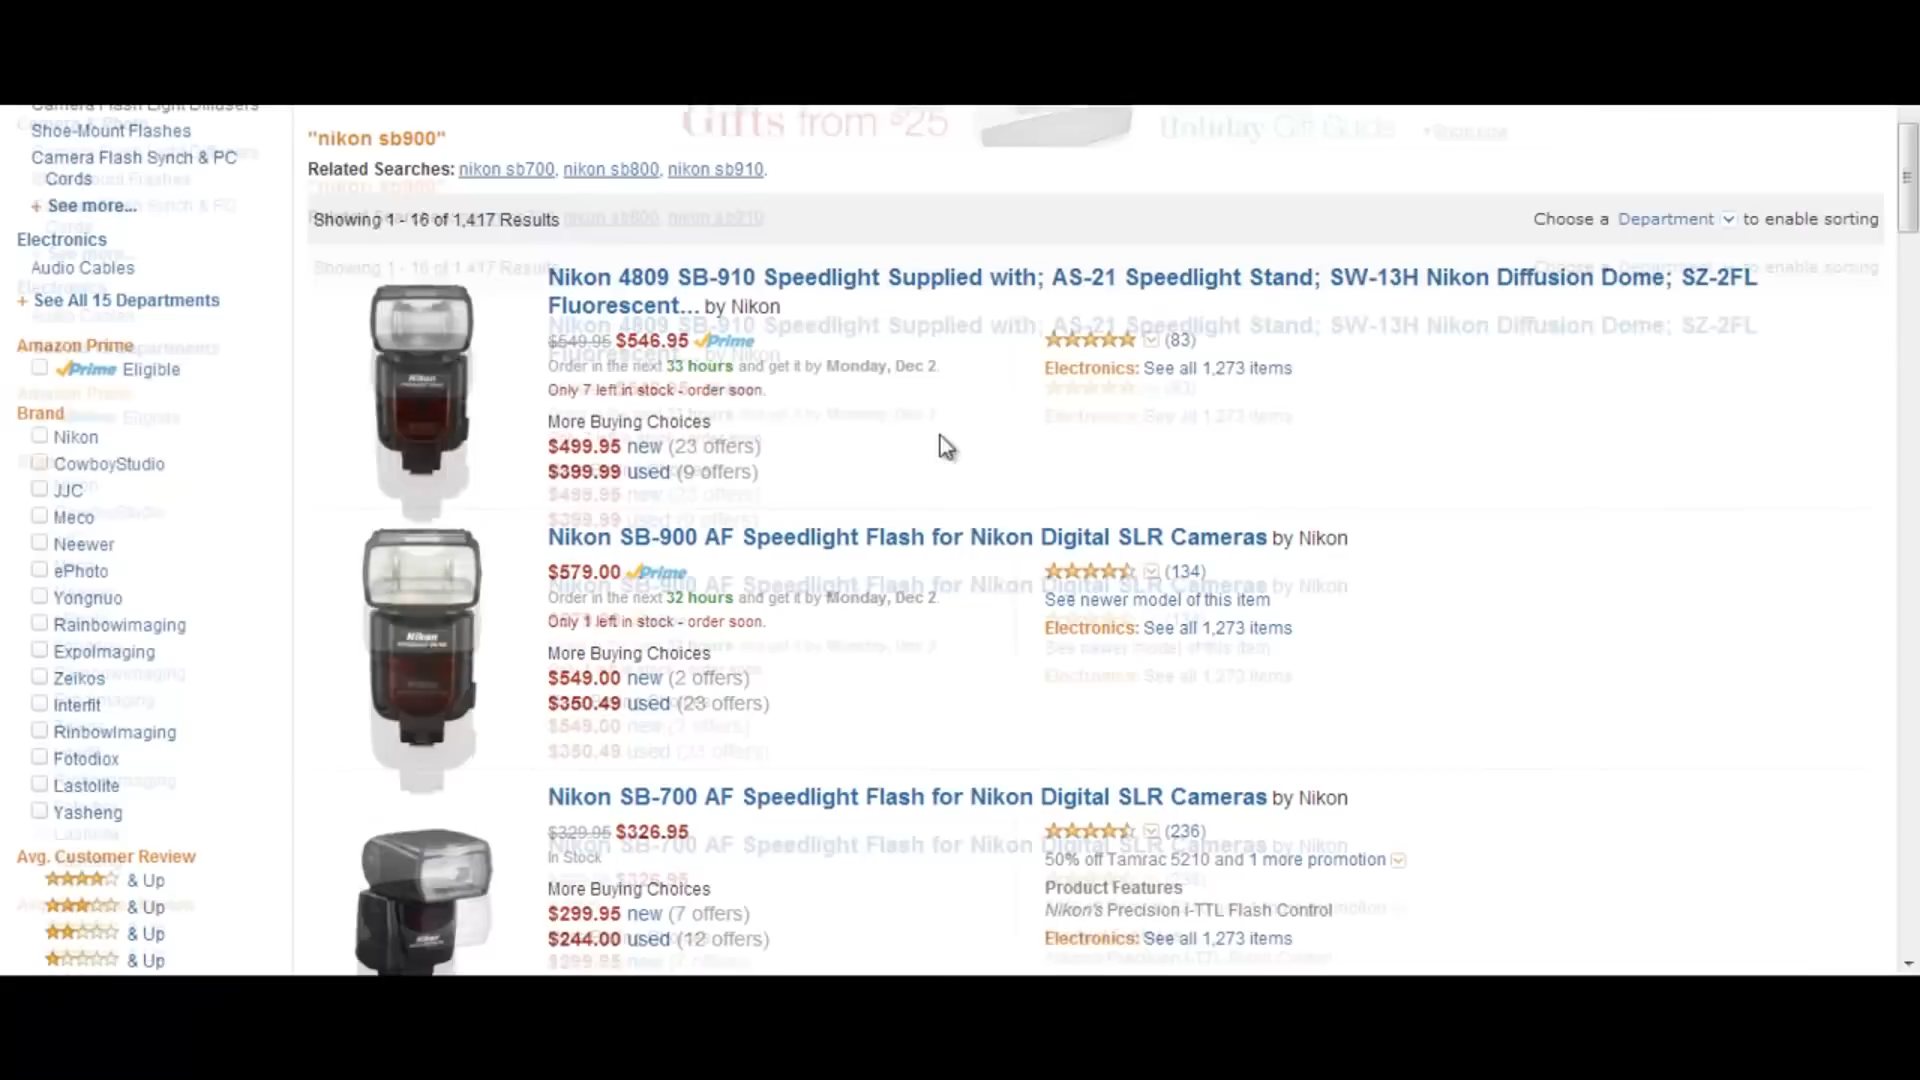 Camera Flash Light Diffusers
Shoe-Mount Flashes
Camera Flash Synch & PC
Cords
+ See more...
Electronics
Audio Cables
+ See All 15 Departments
Amazon Prime
Prime Eligible
Brand
Nikon
CowboyStudio
JJC
Meco
Neewer
ePhoto
Yongnuo
Rainbowimaging
ExpoImaging
Zeikos
Interfit
RinbowImaging
Fotodiox
Lastolite
Yasheng
Avg. Customer Review
& Up
& Up
& Up
& Up
Gifts from $25
Holiday Gift Guide
"nikon sb900"
Related Searches: nikon sb700, nikon sb800, nikon sb910.
Showing 1 - 16 of 1,417 Results
Choose a Department to enable sorting
Nikon 4809 SB-910 Speedlight Supplied with; AS-21 Speedlight Stand; SW-13H Nikon Diffusion Dome; SZ-2FL
Fluorescent... by Nikon
$549.95 $546.95 Prime
Order in the next 33 hours and get it by Monday, Dec 2.
Only 7 left in stock - order soon.
More Buying Choices
$499.95 new (23 offers)
$399.99 used (9 offers)
(83)
Electronics: See all 1,273 items
Nikon SB-900 AF Speedlight Flash for Nikon Digital SLR Cameras by Nikon
$579.00 Prime
Order in the next 32 hours and get it by Monday, Dec 2.
Only 1 left in stock - order soon.
More Buying Choices
$549.00 new (2 offers)
$350.49 used (23 offers)
(134)
See newer model of this item
Electronics: See all 1,273 items
Nikon SB-700 AF Speedlight Flash for Nikon Digital SLR Cameras by Nikon
$329.95 $326.95
In Stock
More Buying Choices
$299.95 new (7 offers)
$244.00 used (12 offers)
(236)
50% off Tamrac 5210 and 1 more promotion
Product Features
Nikon's Precision i-TTL Flash Control
Electronics: See all 1,273 items